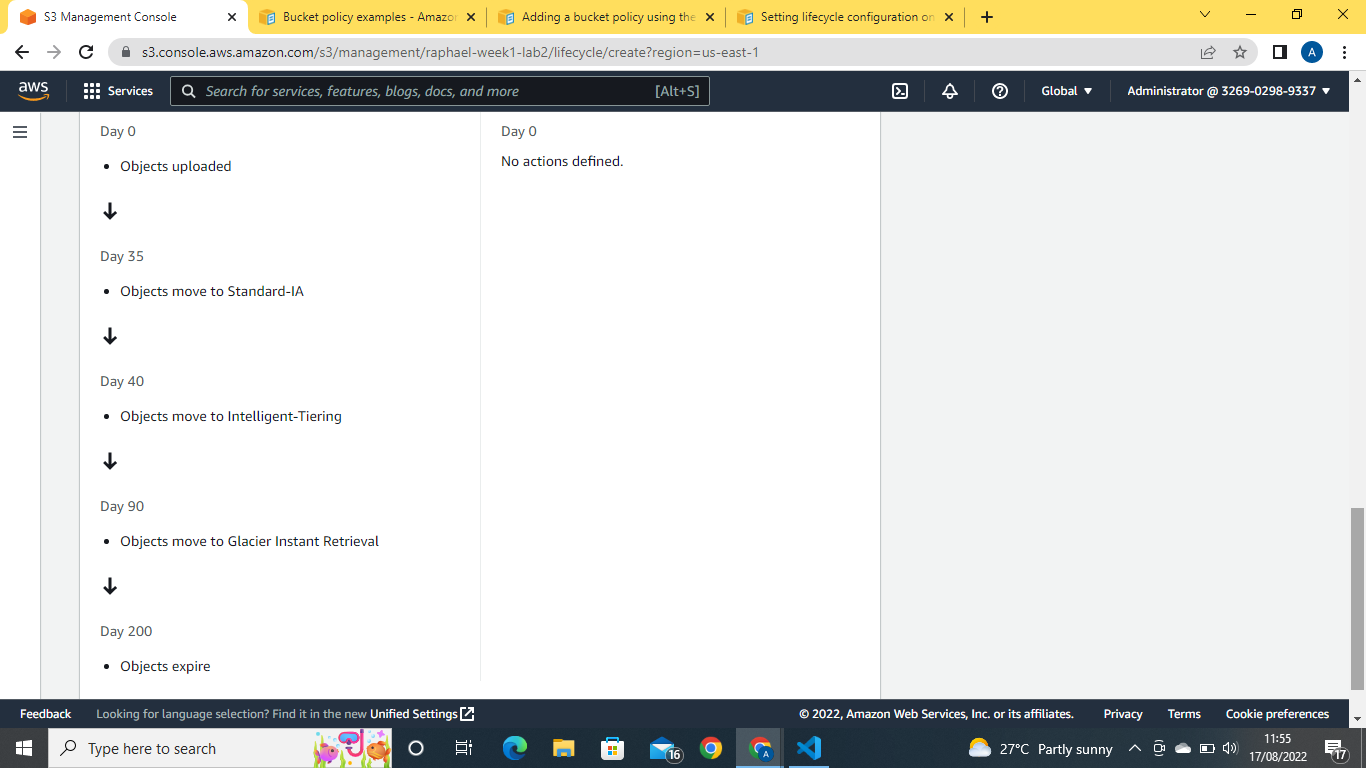 S3 Management Console
Bucket policy examples - Amazon
Adding a bucket policy using the
Setting lifecycle configuration on
s3.console.aws.amazon.com/s3/management/raphael-week1-lab2/lifecycle/create?region=us-east-1
A
aws
Services
Search for services, features, blogs, docs, and more
[Alt+S]
Global
Administrator @ 3269-0298-9337
Day 0
Objects uploaded
Day 35
Objects move to Standard-IA
Day 40
Objects move to Intelligent-Tiering
Day 90
Objects move to Glacier Instant Retrieval
Day 200
Objects expire
Day 0
No actions defined.
Feedback
Looking for language selection? Find it in the new Unified Settings
© 2022, Amazon Web Services, Inc. or its affiliates.
Privacy
Terms
Cookie preferences
Type here to search
16
A
27°C Partly sunny
11:55
17/08/2022
17